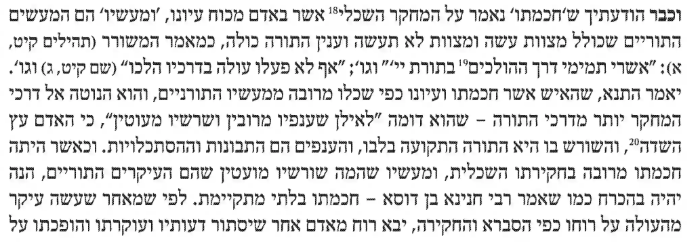 וכבר הודעתיך ש'חכמתו' נאמר על המחקר השכלי18 אשר באדם מכוח עיונו, 'ומעשיו' הם המעשים
התוריים שכולל מצוות עשה ומצוות לא תעשה וענין התורה כולה, כמאמר המשורר (תהילים קיט,
א): "אשרי תמימי דרך ההולכים19 בתורת יי'" וגו'; "אף לא פעלו עולה בדרכיו הלכו" (שם קיט, ג) וגו'.
יאמר התנא, שהאיש אשר חכמתו ועיונו כפי שכלו מרובה ממעשיו התורניים, והוא הנוטה אל דרכי
המחקר יותר מדרכי התורה – שהוא דומה "לאילן שענפיו מרובין ושרשיו מעוטין", כי האדם עץ
השדה20, והשורש בו היא התורה התקועה בלבו, והענפים הם התבונות וההסתכלויות. וכאשר היתה
חכמתו מרובה בחקירתו השכלית, ומעשיו שהמה שורשיו מועטין שהם העיקרים התוריים, הנה
יהיה בהכרח כמו שאמר רבי חנינא בן דוסא – חכמתו בלתי מתקיימת. לפי שמאחר שעשה עיקר
מהעולה על רוחו כפי הסברא והחקירה, יבא רוח מאדם אחר שיסתור דעותיו ועוקרתו והופכתו על